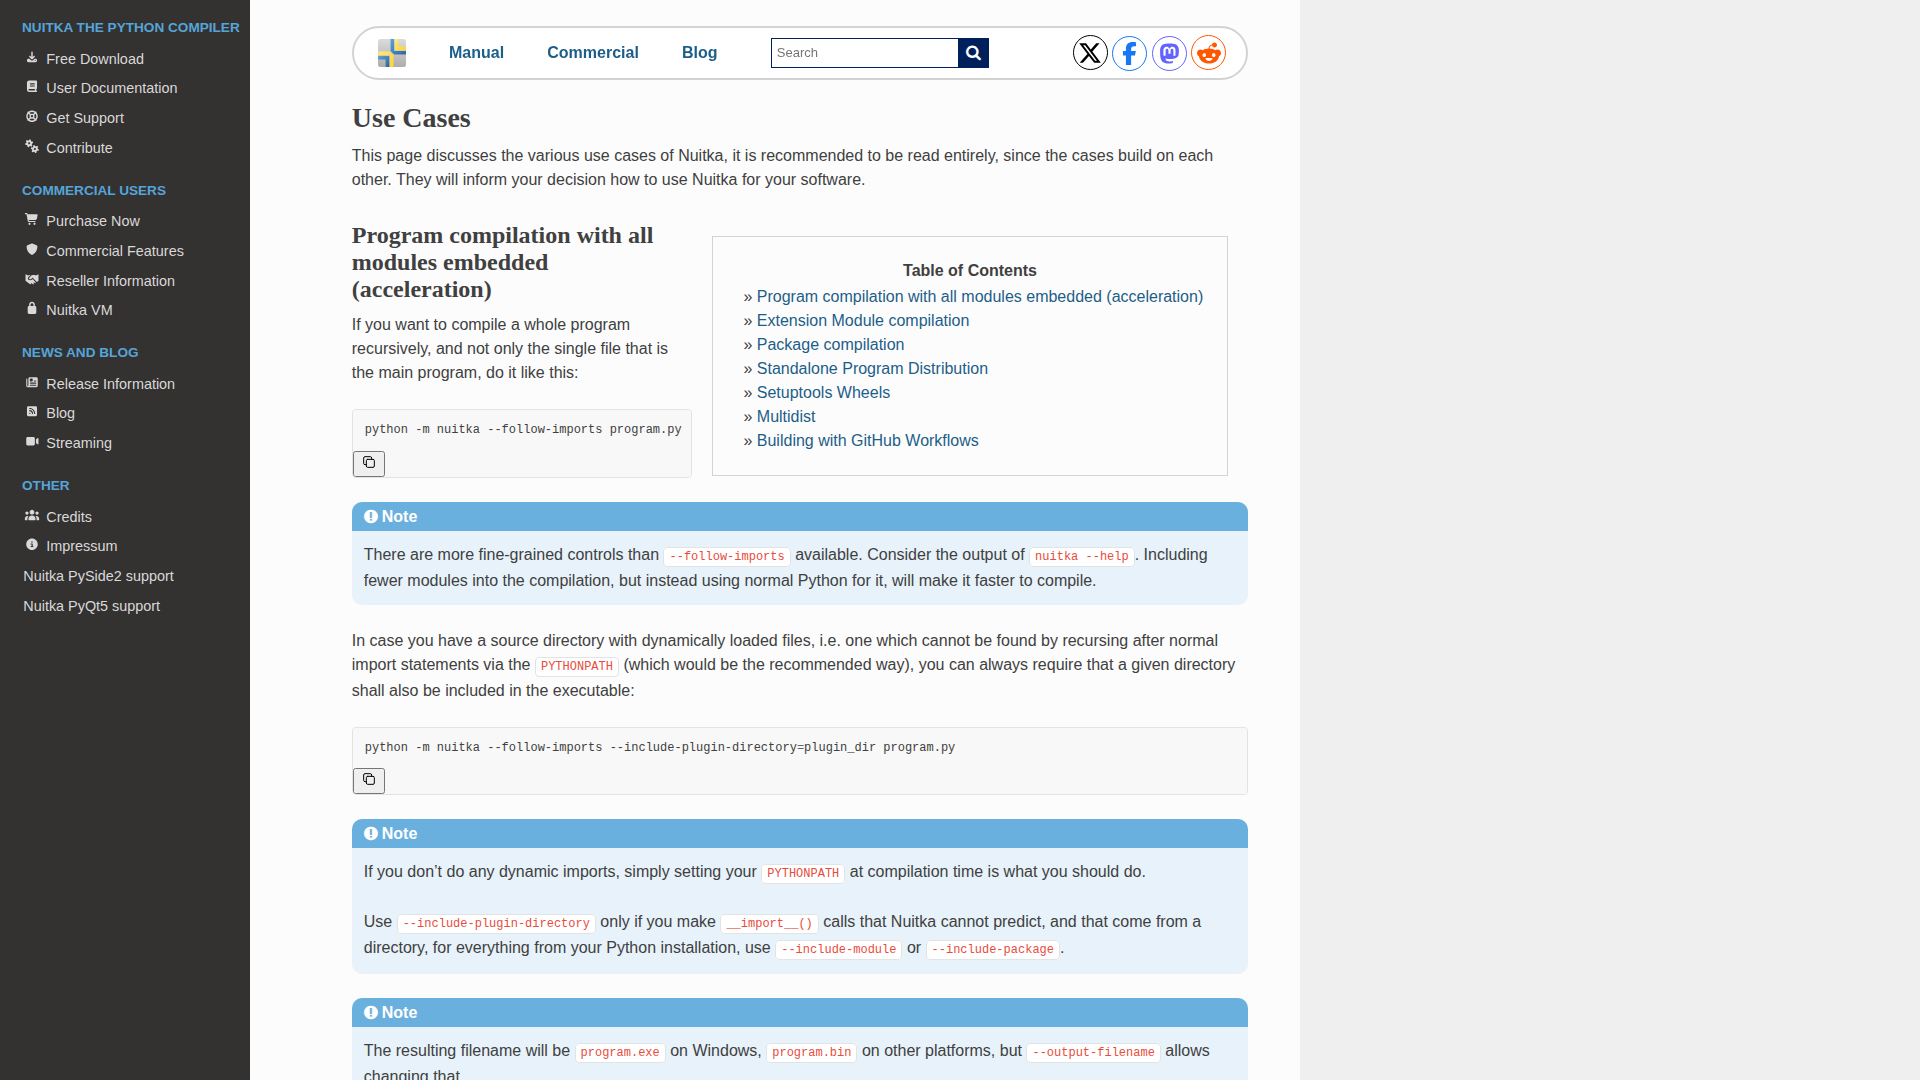 NUITKA THE PYTHON COMPILER
Free Download
User Documentation
Get Support
Contribute
COMMERCIAL USERS
Purchase Now
Commercial Features
Reseller Information
Nuitka VM
NEWS AND BLOG
Release Information
Blog
Streaming
OTHER
Credits
Impressum
Nuitka PySide2 support
Nuitka PyQt5 support
Manual
Commercial
Blog
Search
Use Cases
This page discusses the various use cases of Nuitka, it is recommended to be read entirely, since the cases build on each
other. They will inform your decision how to use Nuitka for your software.
Program compilation with all
modules embedded
(acceleration)
If you want to compile a whole program
recursively, and not only the single file that is
the main program, do it like this:
python -m nuitka --follow-imports program.py
Table of Contents
» Program compilation with all modules embedded (acceleration)
» Extension Module compilation
» Package compilation
» Standalone Program Distribution
» Setuptools Wheels
» Multidist
» Building with GitHub Workflows
Note
There are more fine-grained controls than --follow-imports available. Consider the output of nuitka --help. Including
fewer modules into the compilation, but instead using normal Python for it, will make it faster to compile.
In case you have a source directory with dynamically loaded files, i.e. one which cannot be found by recursing after normal
import statements via the PYTHONPATH (which would be the recommended way), you can always require that a given directory
shall also be included in the executable:
python -m nuitka --follow-imports --include-plugin-directory=plugin_dir program.py
Note
If you don’t do any dynamic imports, simply setting your PYTHONPATH at compilation time is what you should do.
Use --include-plugin-directory only if you make __import__() calls that Nuitka cannot predict, and that come from a
directory, for everything from your Python installation, use --include-module or --include-package.
Note
The resulting filename will be program.exe on Windows, program.bin on other platforms, but --output-filename allows
changing that.